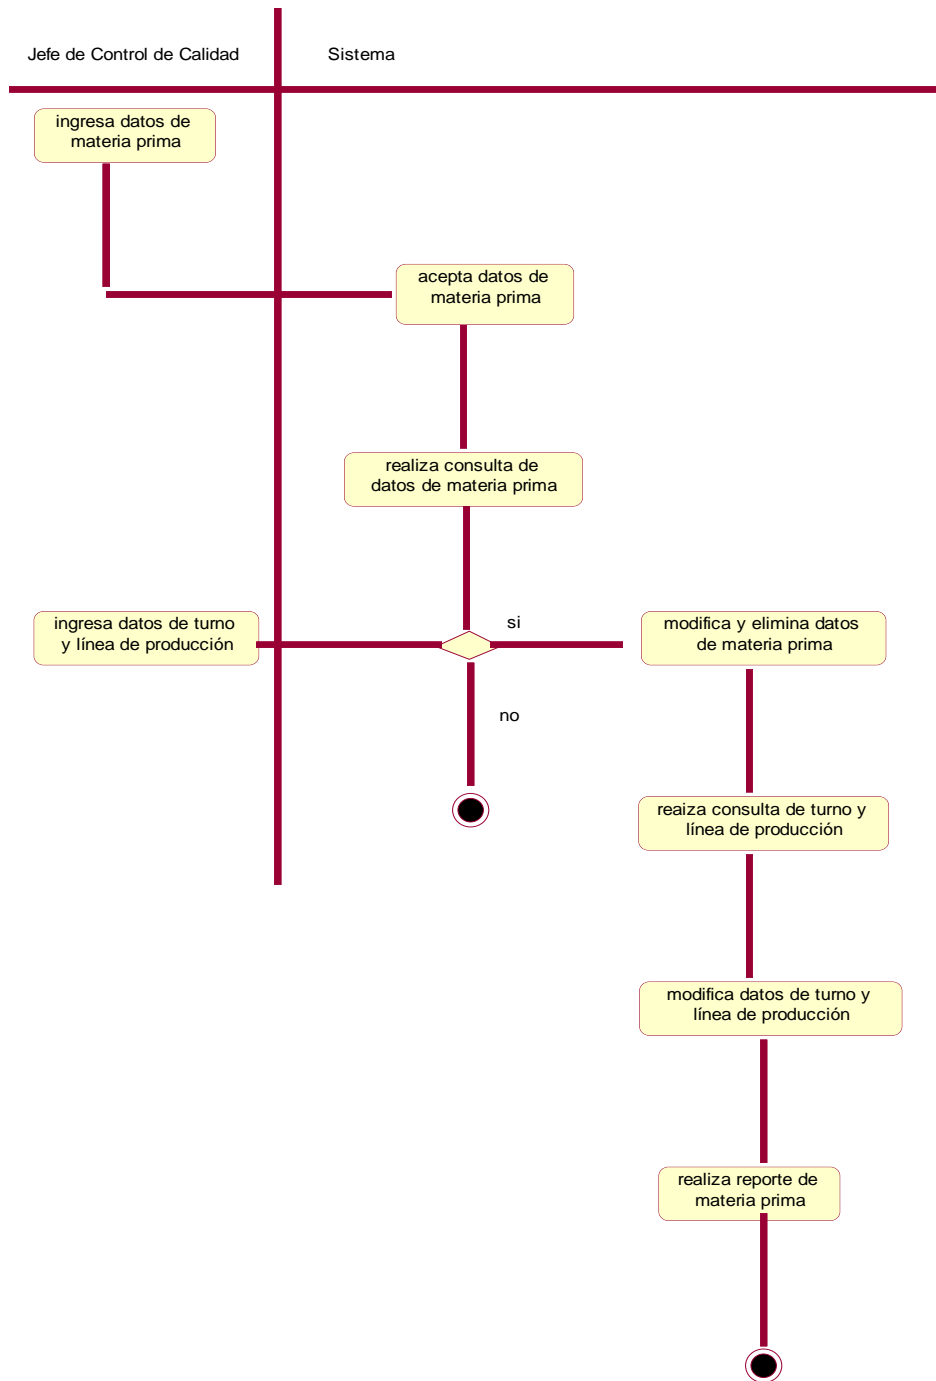 Jefe de Control de Calidad
Sistema
ingresa datos de
materia prima
acepta datos de
materia prima
realiza consulta de
datos de materia prima
ingresa datos de turno
y línea de producción
si
modifica y elimina datos
de materia prima
no
reaiza consulta de turno y
línea de producción
modifica datos de turno y
línea de producción
realiza reporte de
materia prima